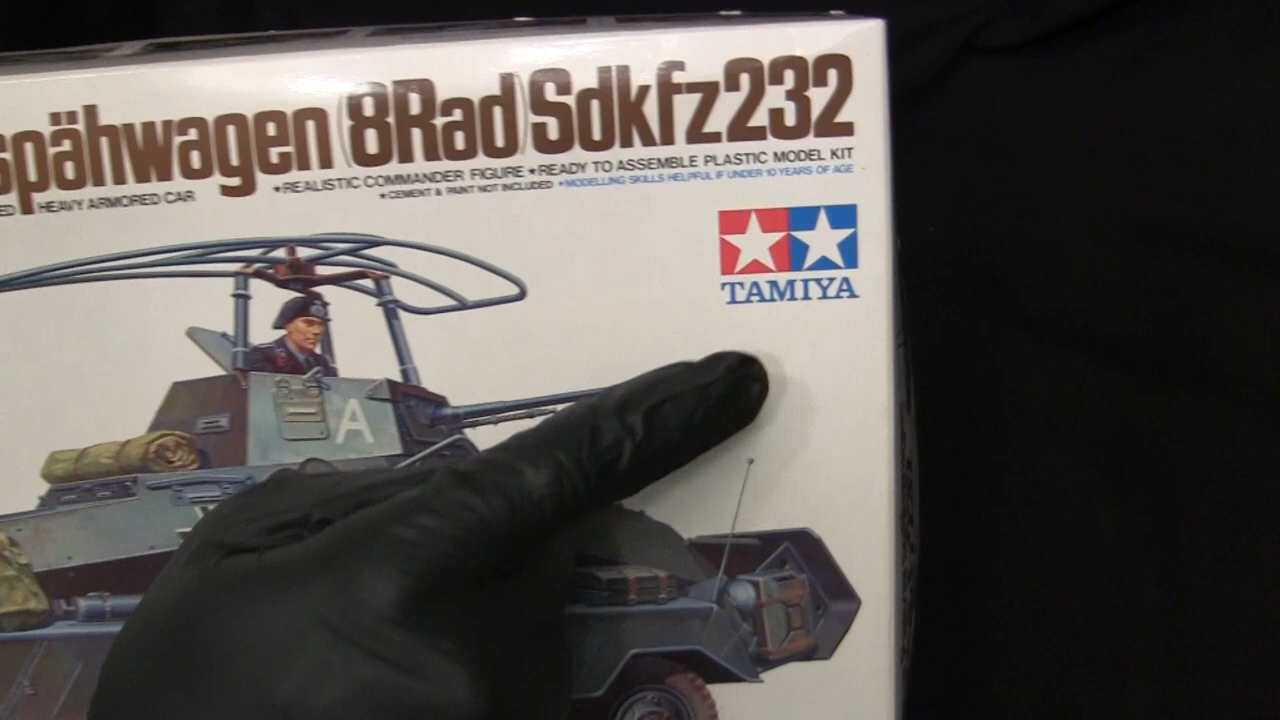 spähwagen (8Rad) Sdkfz232
ED HEAVY ARMORED CAR
★REALISTIC COMMANDER FIGURE ★READY TO ASSEMBLE PLASTIC MODEL KIT
★CEMENT & PAINT NOT INCLUDED ★MODELLING SKILLS HELPFUL IF UNDER 10 YEARS OF AGE
TAMIYA
A